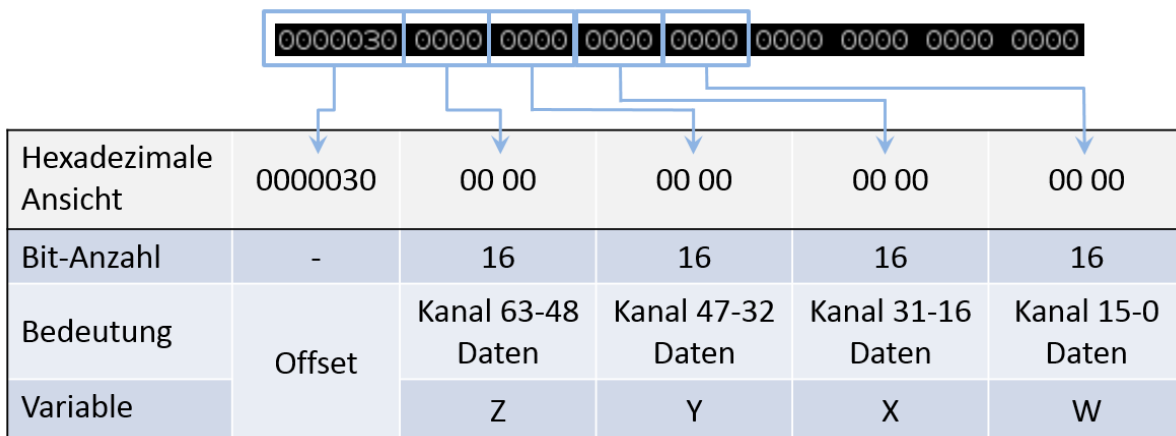 0000030 0000 0000 0000 0000 0000 0000 0000 0000
Hexadezimale Ansicht 0000030 00 00 00 00 00 00 00 00
Bit-Anzahl - 16 16 16 16
Bedeutung Offset Kanal 63-48 Daten Kanal 47-32 Daten Kanal 31-16 Daten Kanal 15-0 Daten
Variable Z Y X W